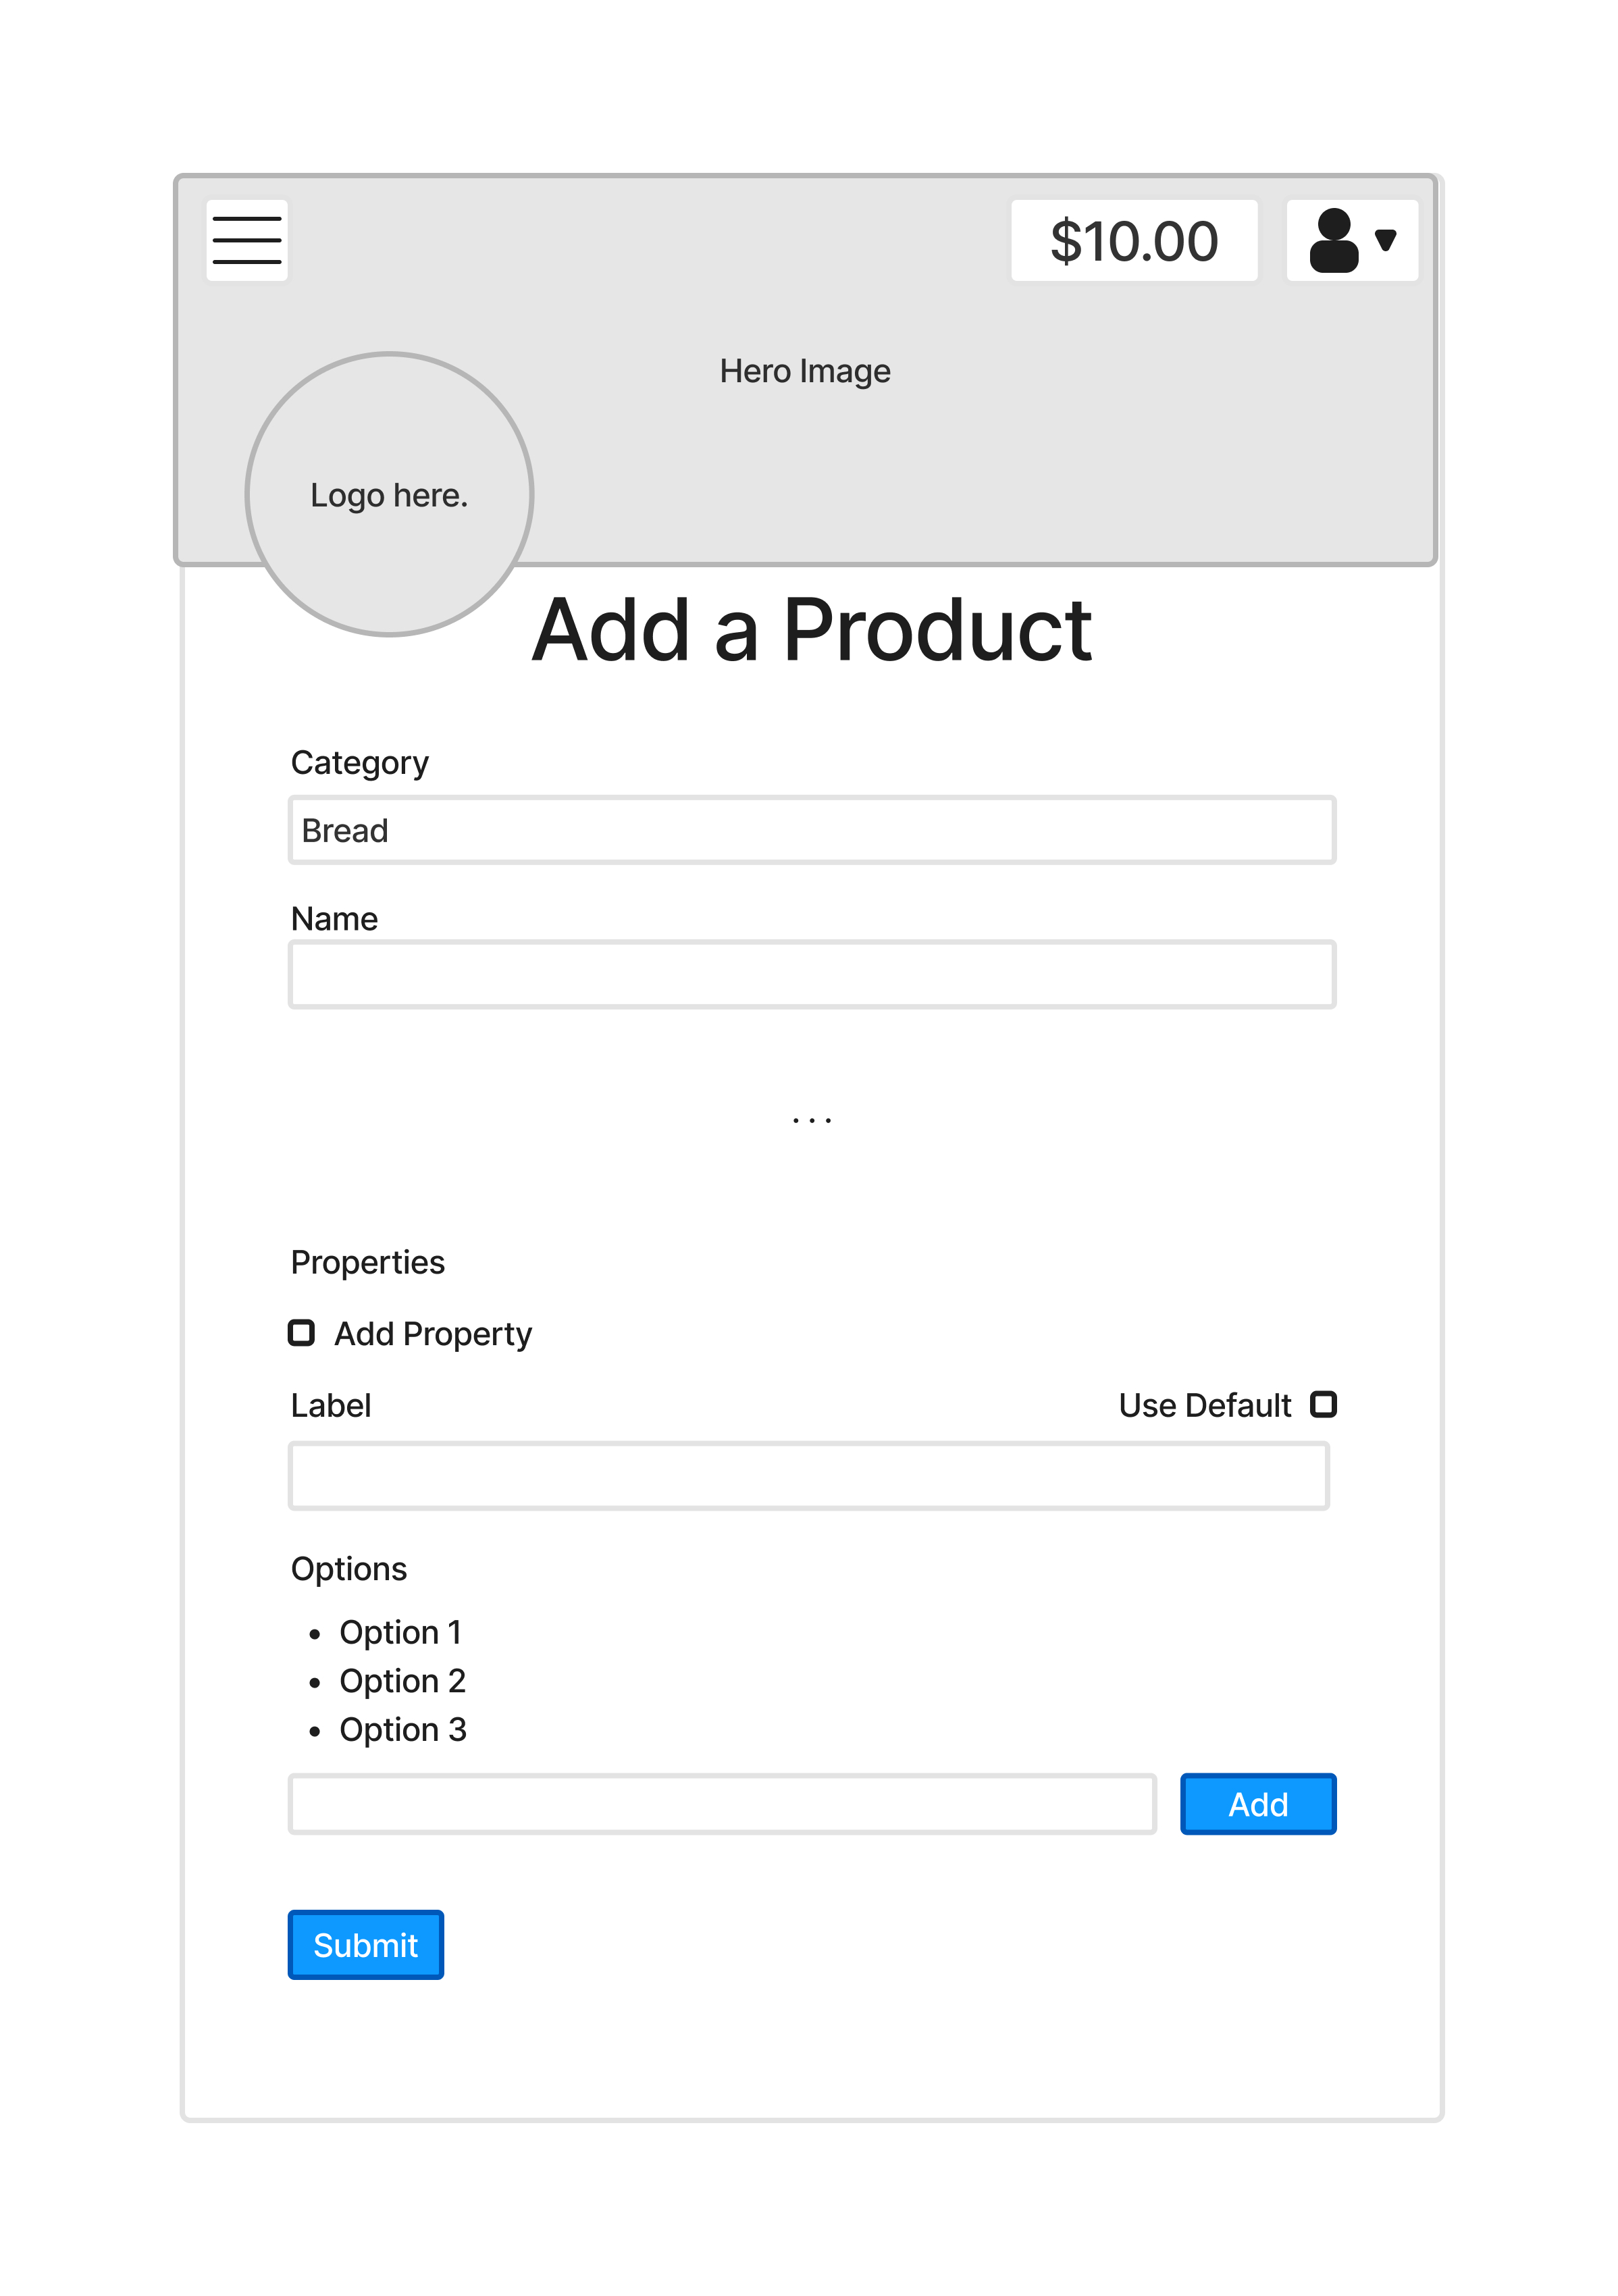 $10.00
Hero Image
Logo here.
Add a Product
Category
Bread
Name
...
Properties
Add Property
Label Use Default
Options
• Option 1
• Option 2
• Option 3
Add
Submit